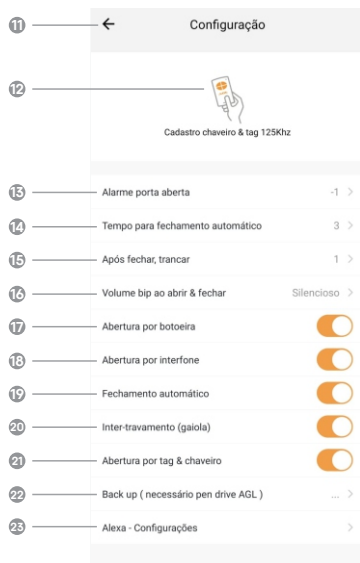 11 Configuração
12
Cadastro chaveiro & tag 125Khz
13 Alarme porta aberta -1
14 Tempo para fechamento automático 3
15 Após fechar, trancar 1
16 Volume bip ao abrir & fechar Silencioso
17 Abertura por botoeira
18 Abertura por interfone
19 Fechamento automático
20 Inter-travamento (gaiola)
21 Abertura por tag & chaveiro
22 Back up ( necessário pen drive AGL ) ...
23 Alexa - Configurações